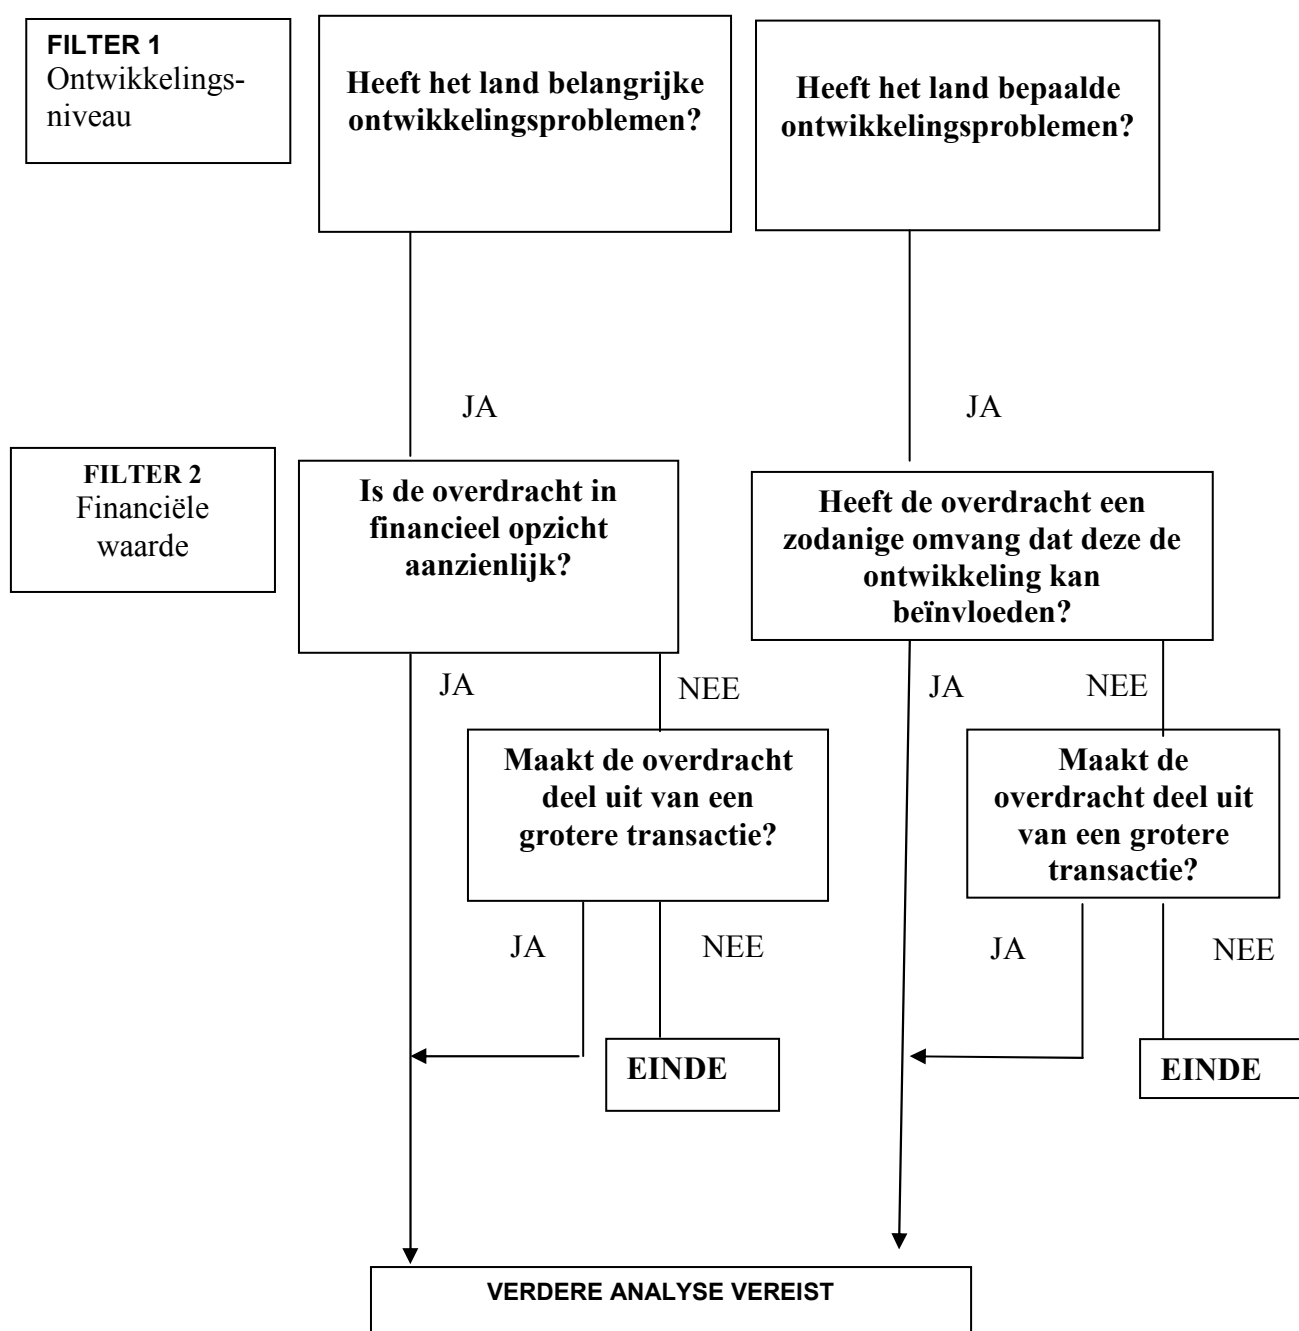 FILTER 1
Ontwikkelings-
niveau
Heeft het land belangrijke
ontwikkelingsproblemen?
Heeft het land bepaalde
ontwikkelingsproblemen?
JA
JA
FILTER 2
Financiële
waarde
Is de overdracht in
financieel opzicht
aanzienlijk?
Heeft de overdracht een
zodanige omvang dat deze de
ontwikkeling kan
beïnvloeden?
JA
NEE
JA
NEE
Maakt de overdracht
deel uit van een
grotere transactie?
Maakt de
overdracht deel uit
van een grotere
transactie?
JA
NEE
JA
NEE
EINDE
EINDE
VERDERE ANALYSE VEREIST